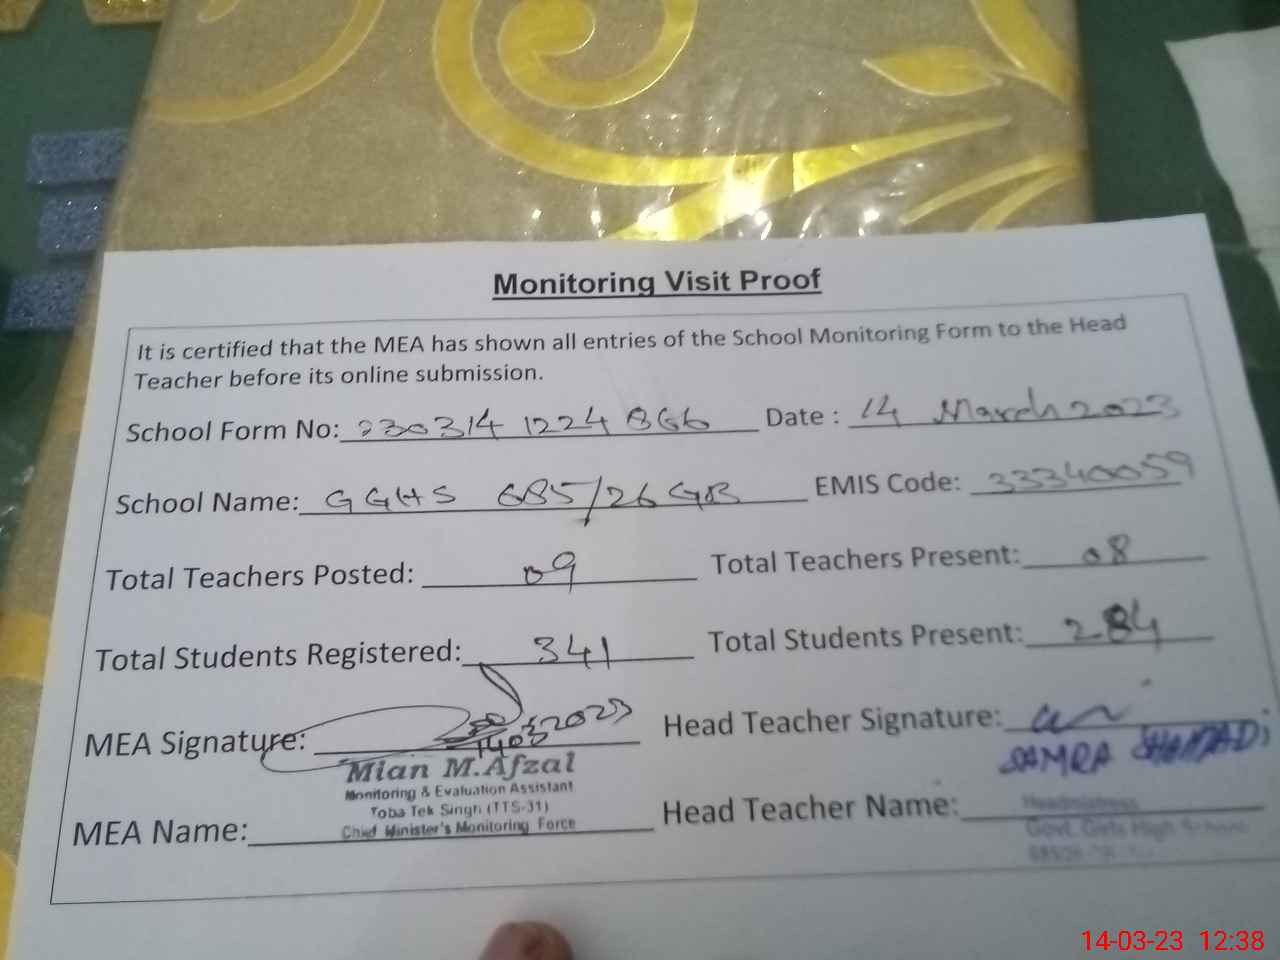 Monitoring Visit Proof
It is certified that the MEA has shown all entries of the School Monitoring Form to the Head
Teacher before its online submission.
School Form No: 230314 1224 866 Date : 14 March 2023
School Name: GGHS 685/26 GB EMIS Code: 33340059
Total Teachers Posted: 09 Total Teachers Present: 08
Total Students Registered: 341 Total Students Present: 284
MEA Signature: 14032023 Head Teacher Signature:
Mian M.Afzal SAMRA
Monitoring & Evaluation Assistant
Toba Tek Singh (TTS-31)
Chief Minister's Monitoring Force
MEA Name: Head Teacher Name:
Headmistress
Govt. Girls High School
14-03-23 12:38